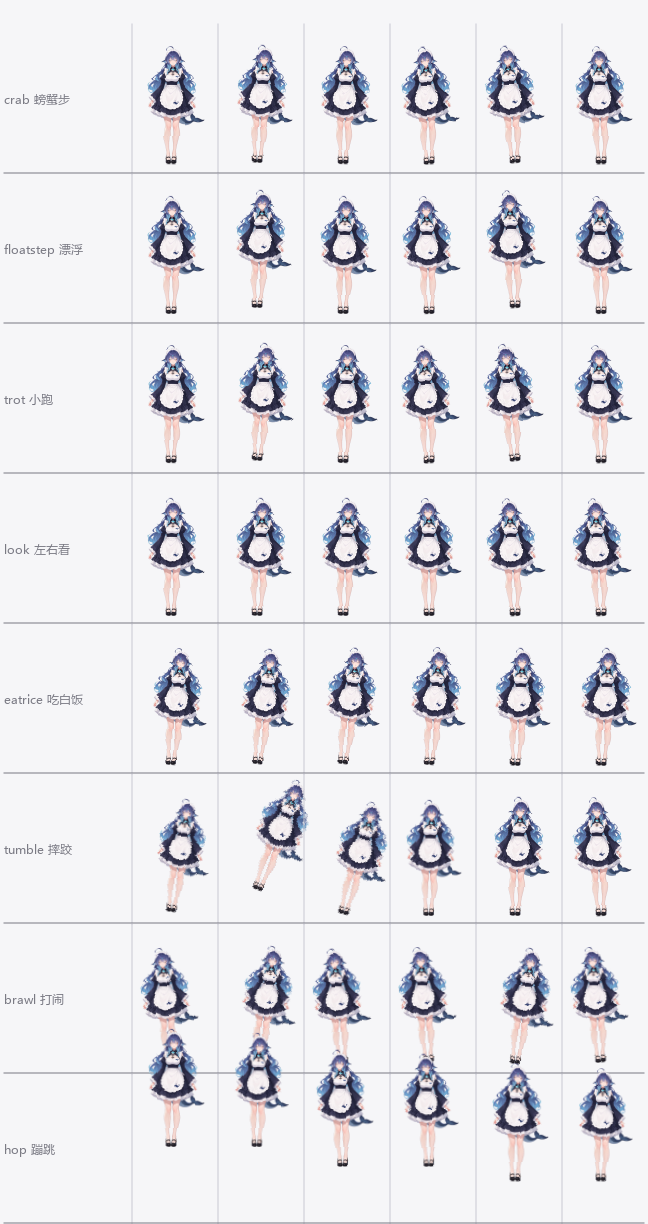 crab 螃蟹步
floatstep 漂浮
trot 小跑
look 左右看
eatrice 吃白饭
tumble 摔跤
brawl 打闹
hop 蹦跳